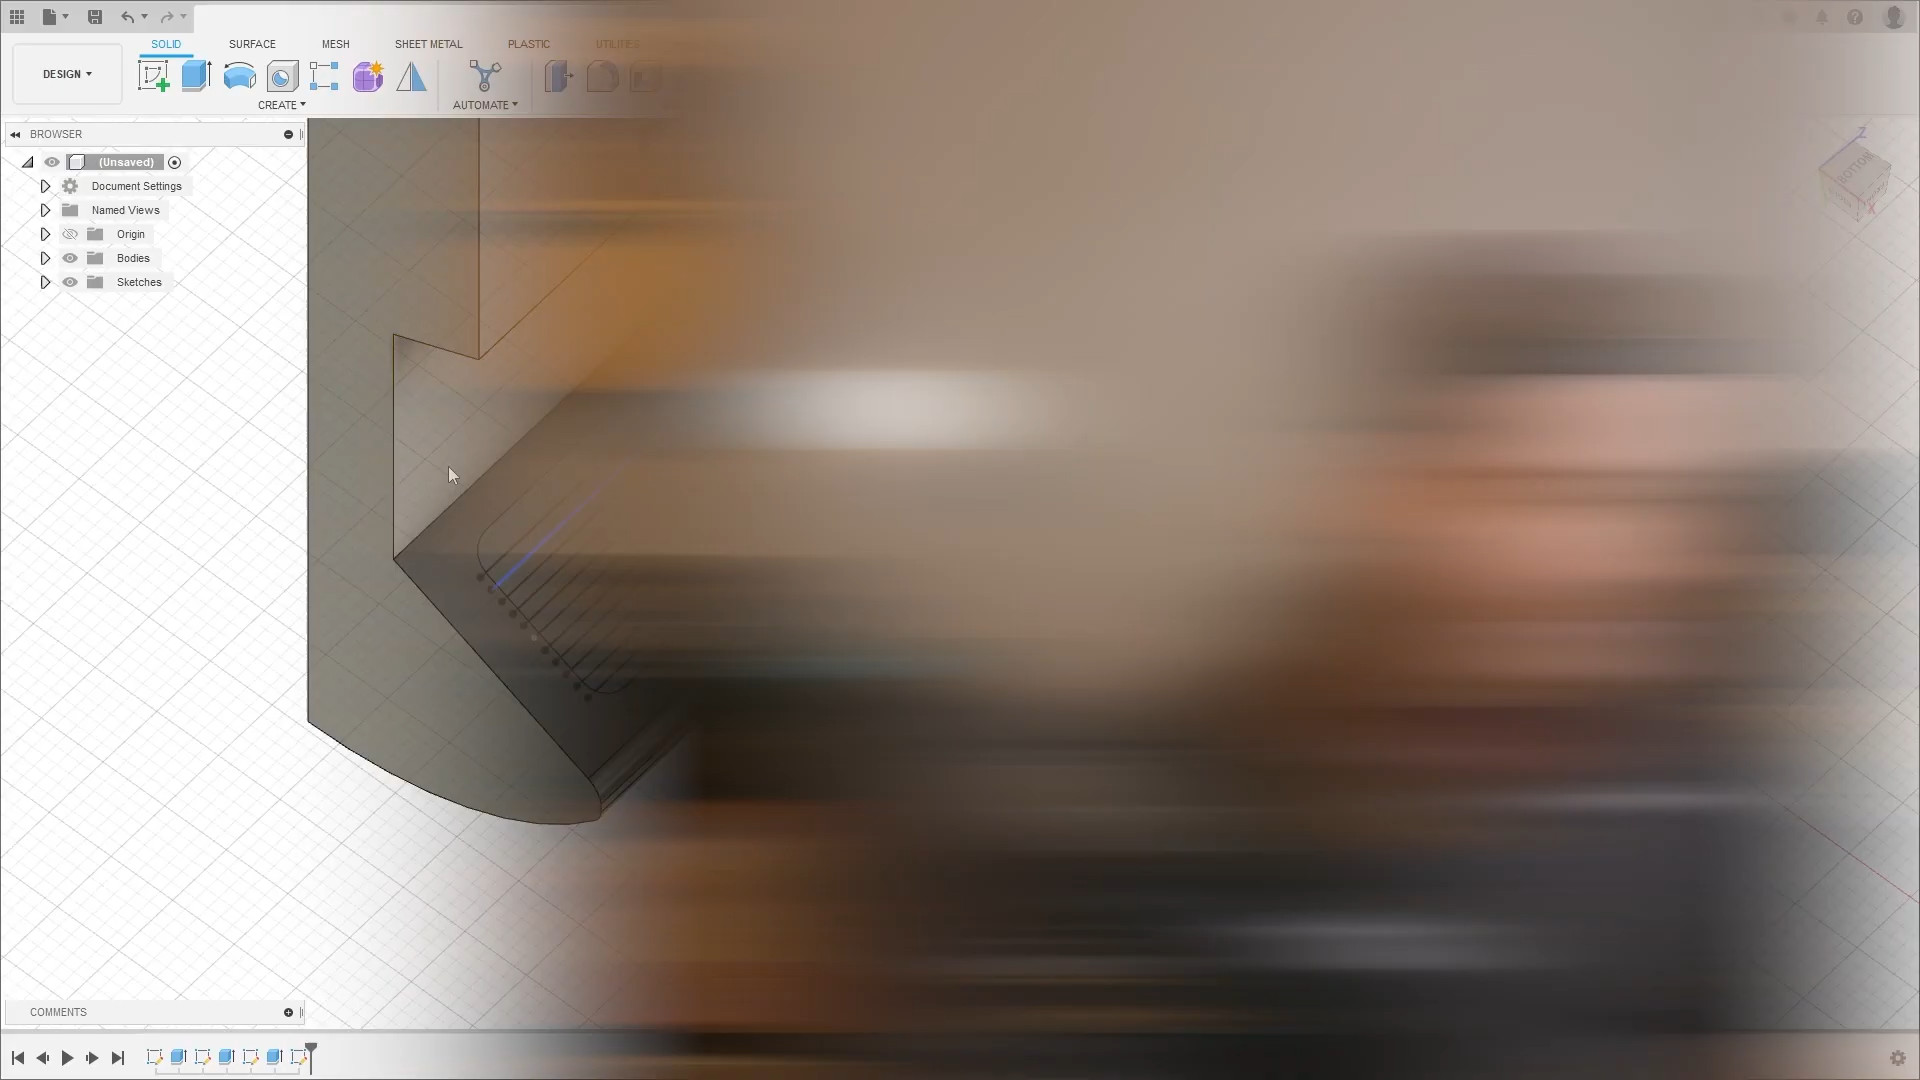 SOLID
SURFACE
MESH
SHEET METAL
PLASTIC
UTILITIES
DESIGN
CREATE
AUTOMATE
BROWSER
(Unsaved)
Document Settings
Named Views
Origin
Bodies
Sketches
Z
BOTTOM
X
COMMENTS